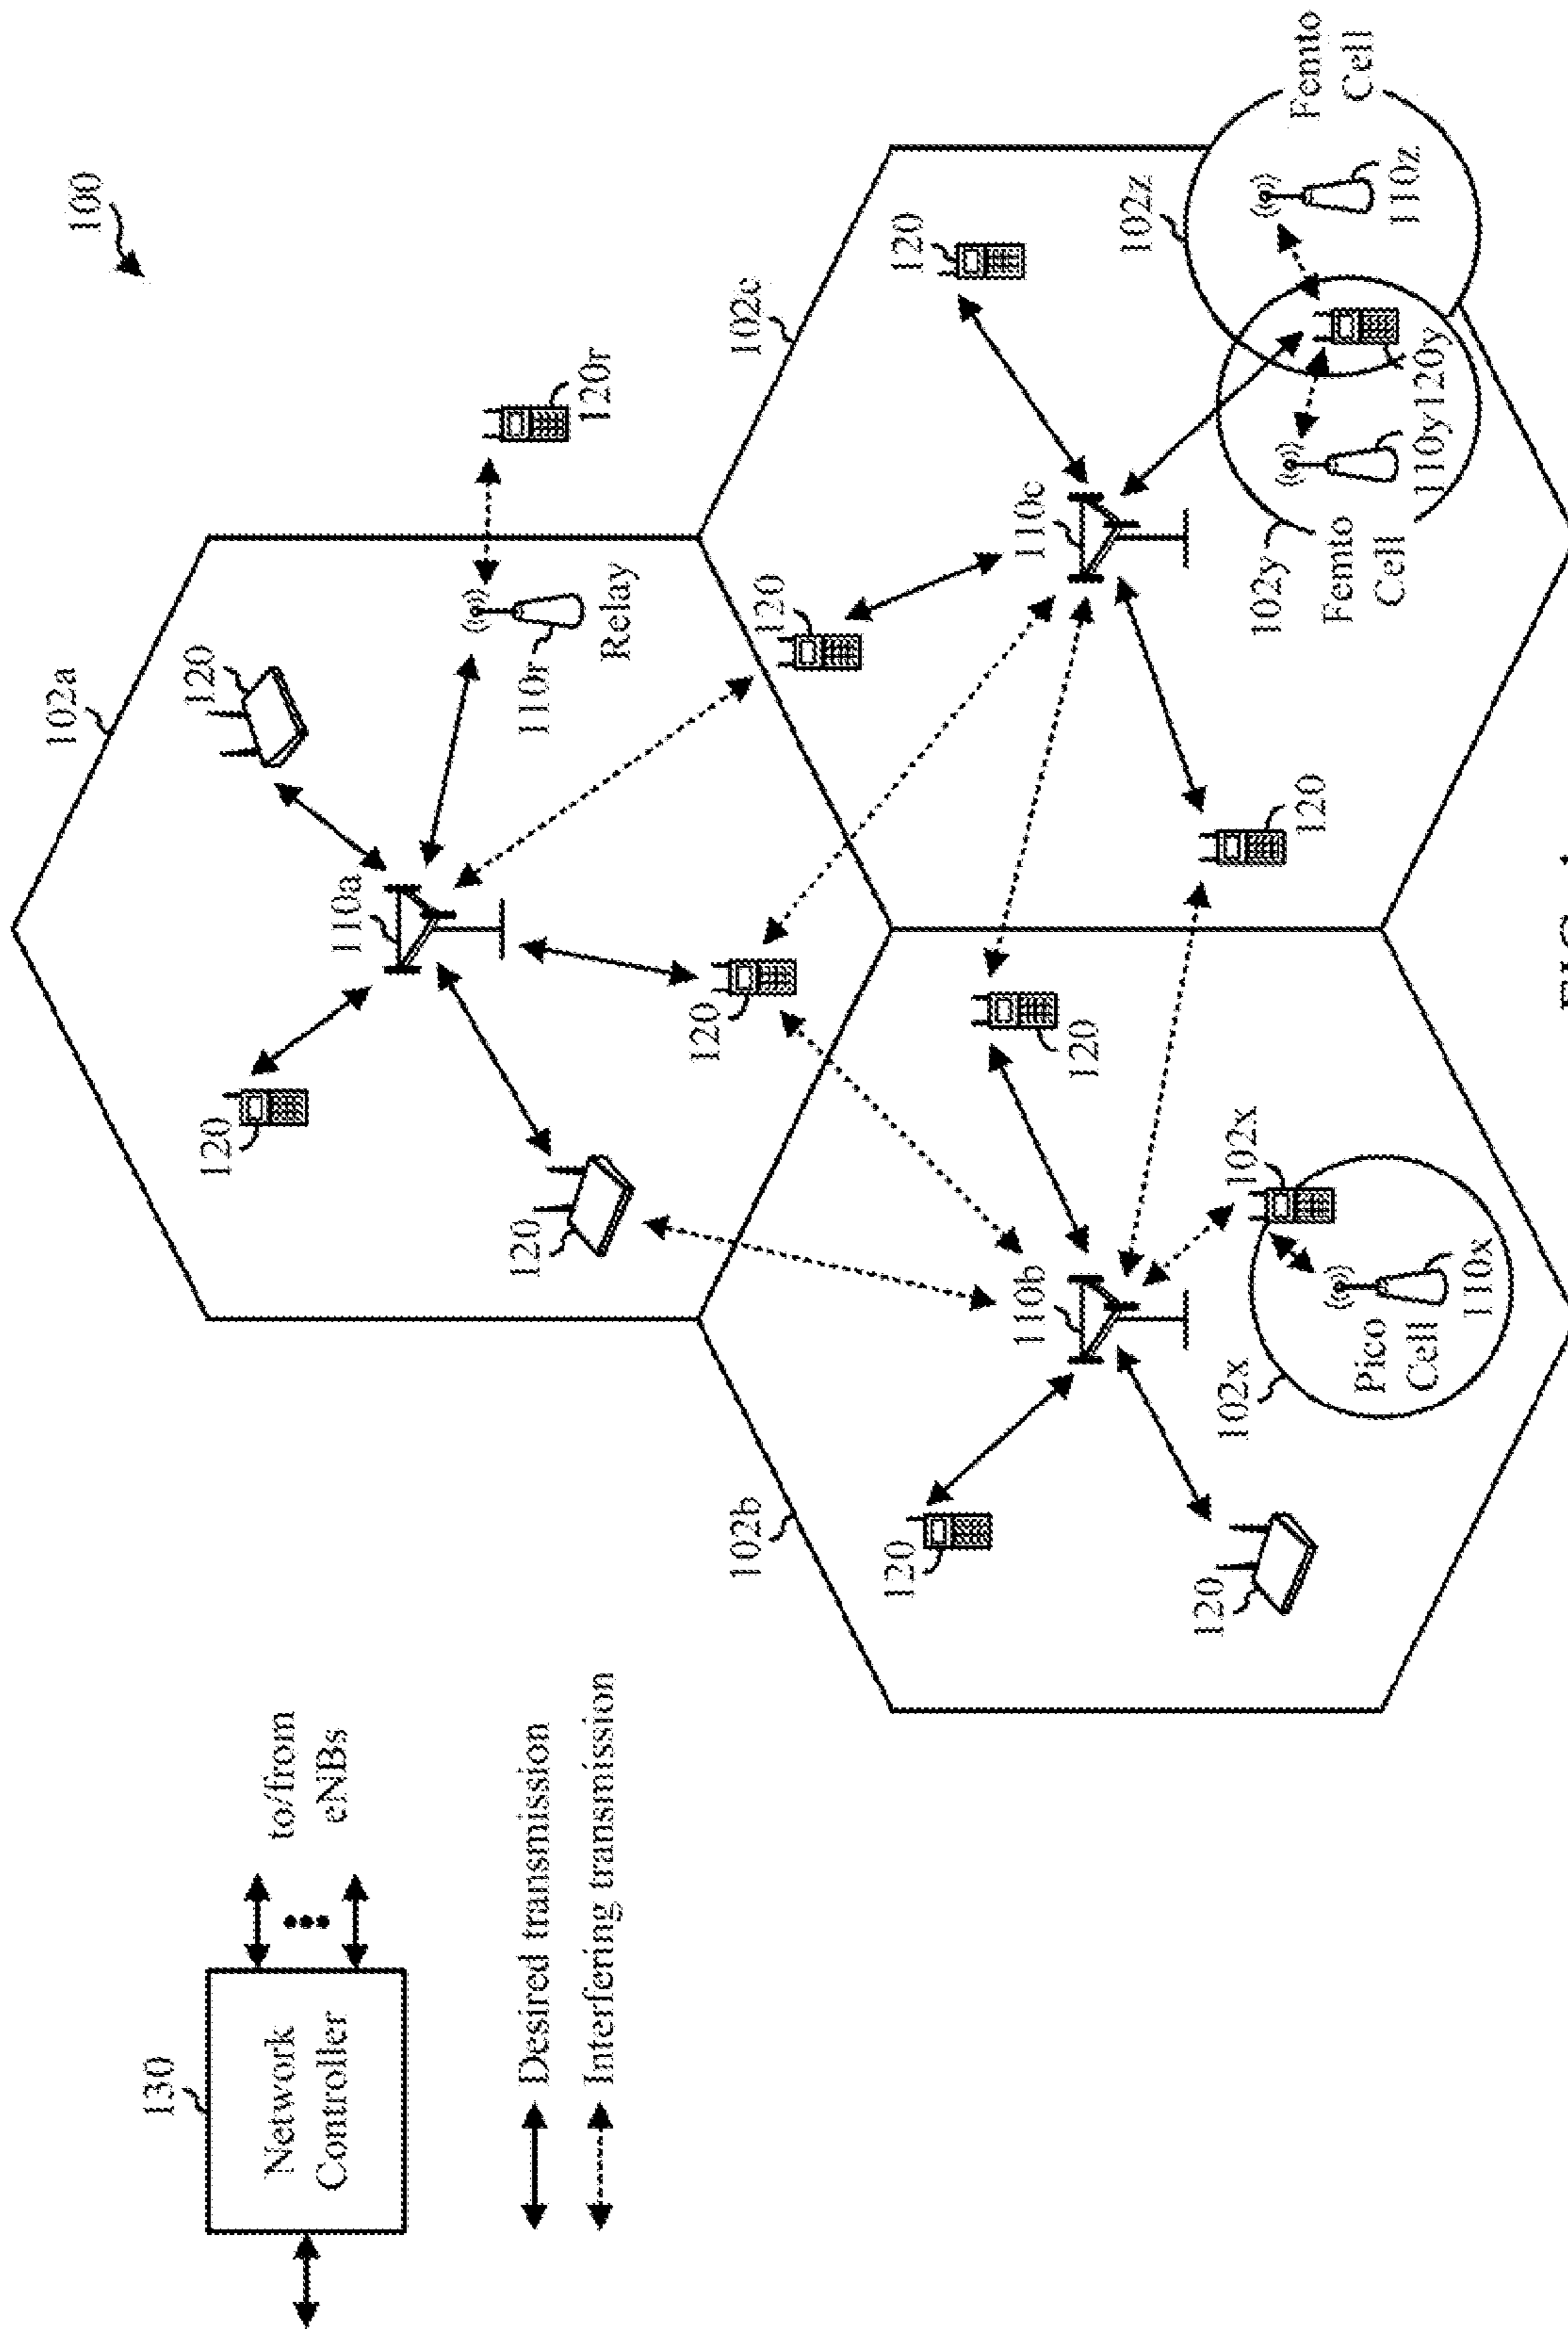 100
130
Network
Controller
to/from
eNBs
Desired transmission
Interfering transmission
102a
120
120
110a
120
120
110r
Relay
120r
102b
120
120
110b
120
102x
Pico
Cell
110x
102x
102c
120
120
110c
120
102y
Femto
Cell
110y
120y
102z
110z
Femto
Cell